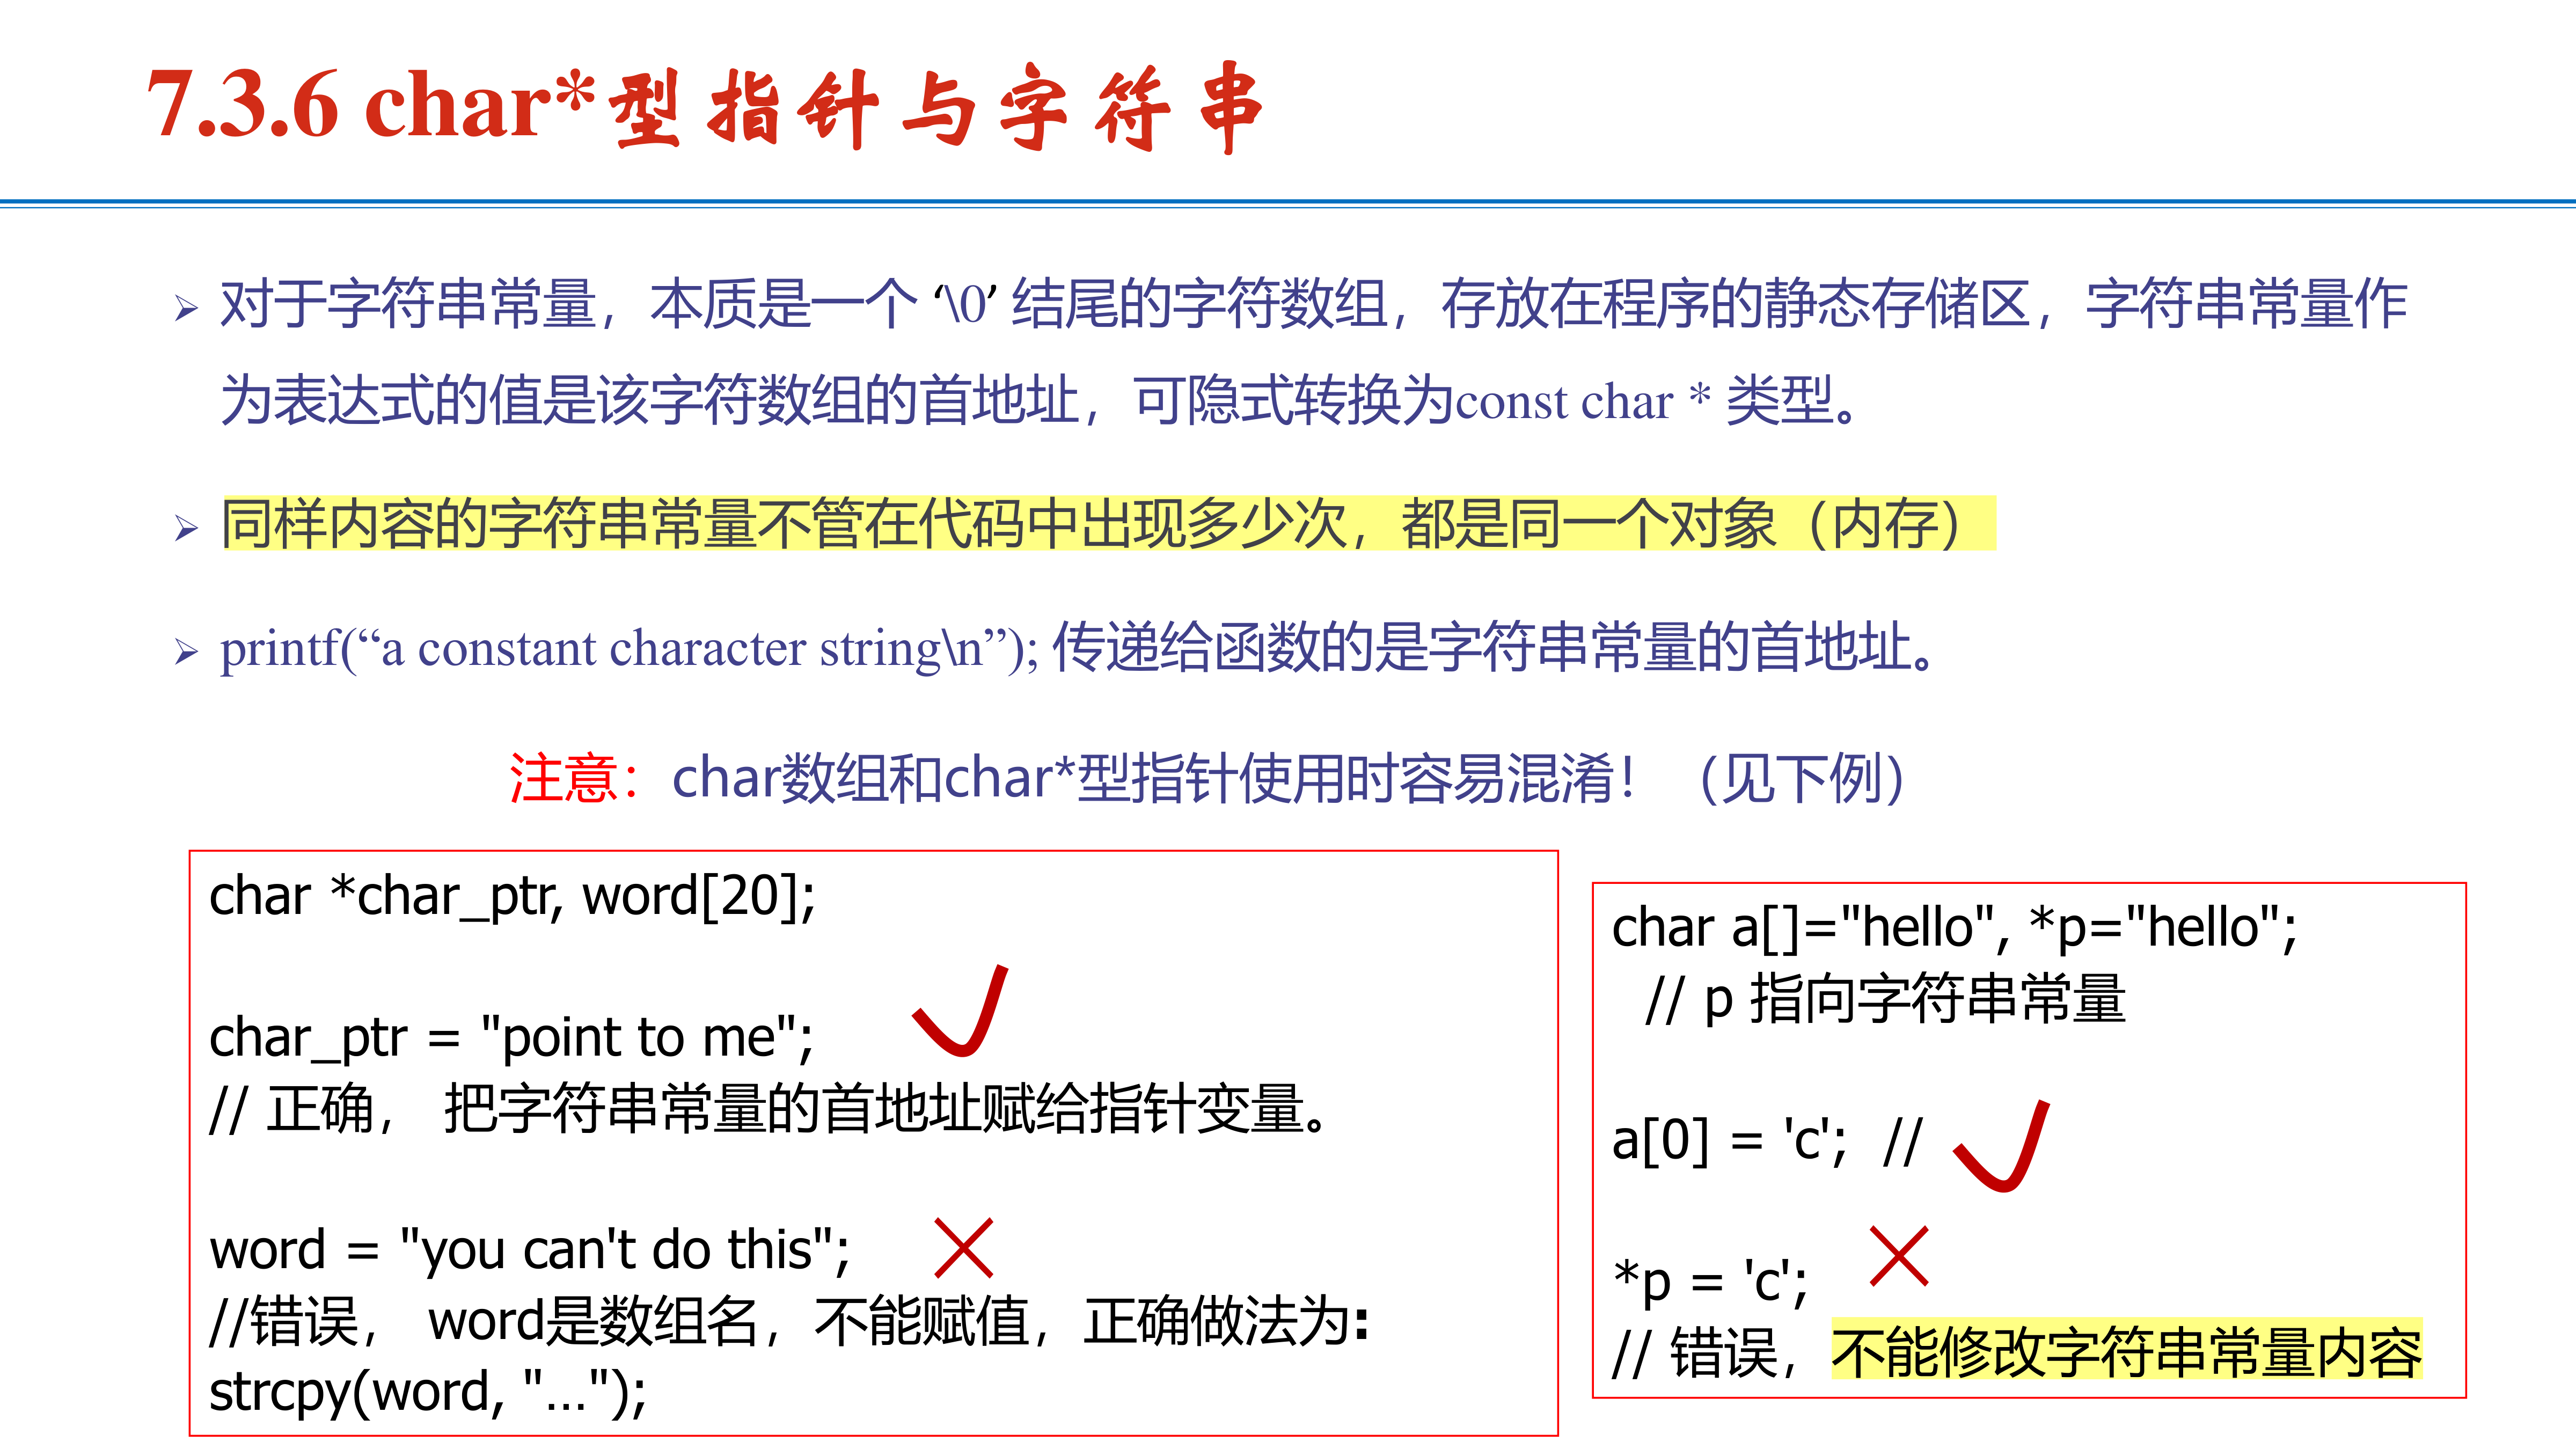 7.3.6 char*型指针与字符串
➢ 对于字符串常量，本质是一个 ‘\0’ 结尾的字符数组，存放在程序的静态存储区，字符串常量作
为表达式的值是该字符数组的首地址，可隐式转换为const char * 类型。
➢ 同样内容的字符串常量不管在代码中出现多少次，都是同一个对象（内存）
➢ printf(“a constant character string\n”); 传递给函数的是字符串常量的首地址。
注意：char数组和char*型指针使用时容易混淆！（见下例）
char *char_ptr, word[20];
char_ptr = "point to me";
// 正确， 把字符串常量的首地址赋给指针变量。
word = "you can't do this";
//错误， word是数组名，不能赋值，正确做法为:
strcpy(word, "...");
char a[]="hello", *p="hello";
// p 指向字符串常量
a[0] = 'c'; //
*p = 'c';
// 错误，不能修改字符串常量内容